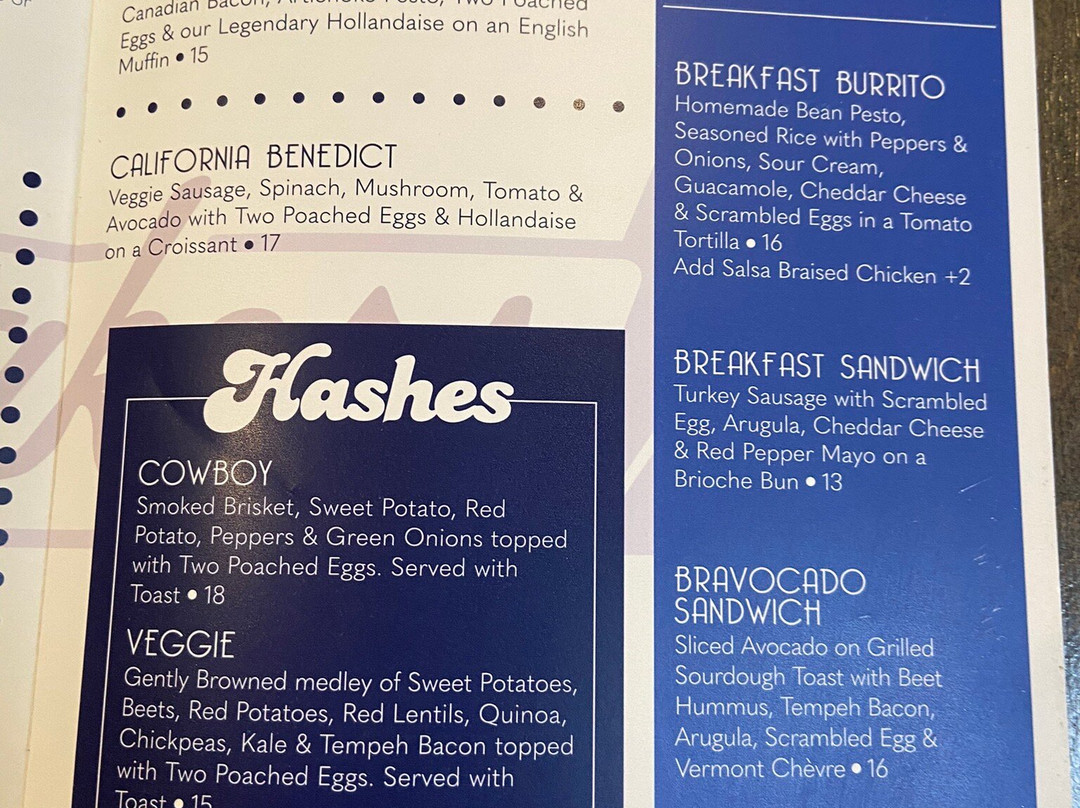 Canadian Bacon, Artichoke Pesto, Two Poached
Eggs & our Legendary Hollandaise on an English
Muffin • 15
CALIFORNIA BENEDICT
Veggie Sausage, Spinach, Mushroom, Tomato &
Avocado with Two Poached Eggs & Hollandaise
on a Croissant • 17
Hashes
COWBOY
Smoked Brisket, Sweet Potato, Red
Potato, Peppers & Green Onions topped
with Two Poached Eggs. Served with
Toast • 18
VEGGIE
Gently Browned medley of Sweet Potatoes,
Beets, Red Potatoes, Red Lentils, Quinoa,
Chickpeas, Kale & Tempeh Bacon topped
with Two Poached Eggs. Served with
Toast • 15
BREAKFAST BURRITO
Homemade Bean Pesto,
Seasoned Rice with Peppers &
Onions, Sour Cream,
Guacamole, Cheddar Cheese
& Scrambled Eggs in a Tomato
Tortilla • 16
Add Salsa Braised Chicken +2
BREAKFAST SANDWICH
Turkey Sausage with Scrambled
Egg, Arugula, Cheddar Cheese
& Red Pepper Mayo on a
Brioche Bun • 13
BRAVOCADO
SANDWICH
Sliced Avocado on Grilled
Sourdough Toast with Beet
Hummus, Tempeh Bacon,
Arugula, Scrambled Egg &
Vermont Chèvre • 16